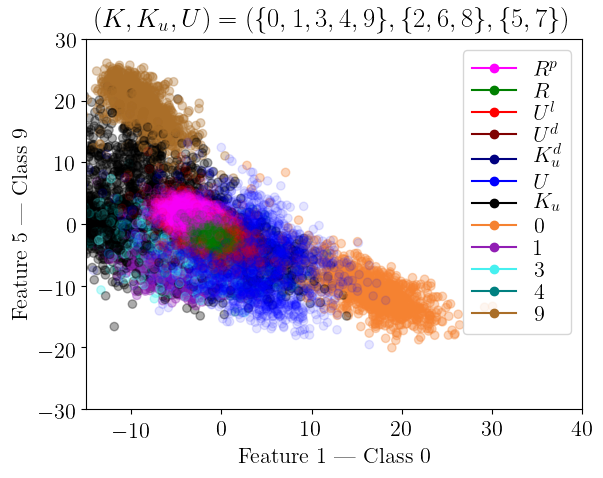 (K, K_u, U) = ({0, 1, 3, 4, 9}, {2, 6, 8}, {5, 7})
30
20
10
0
−10
−20
−30
Feature 5 — Class 9
R^p
R
U^l
U^d
K_u^d
U
K_u
0
1
3
4
9
−10
0
10
20
30
40
Feature 1 — Class 0